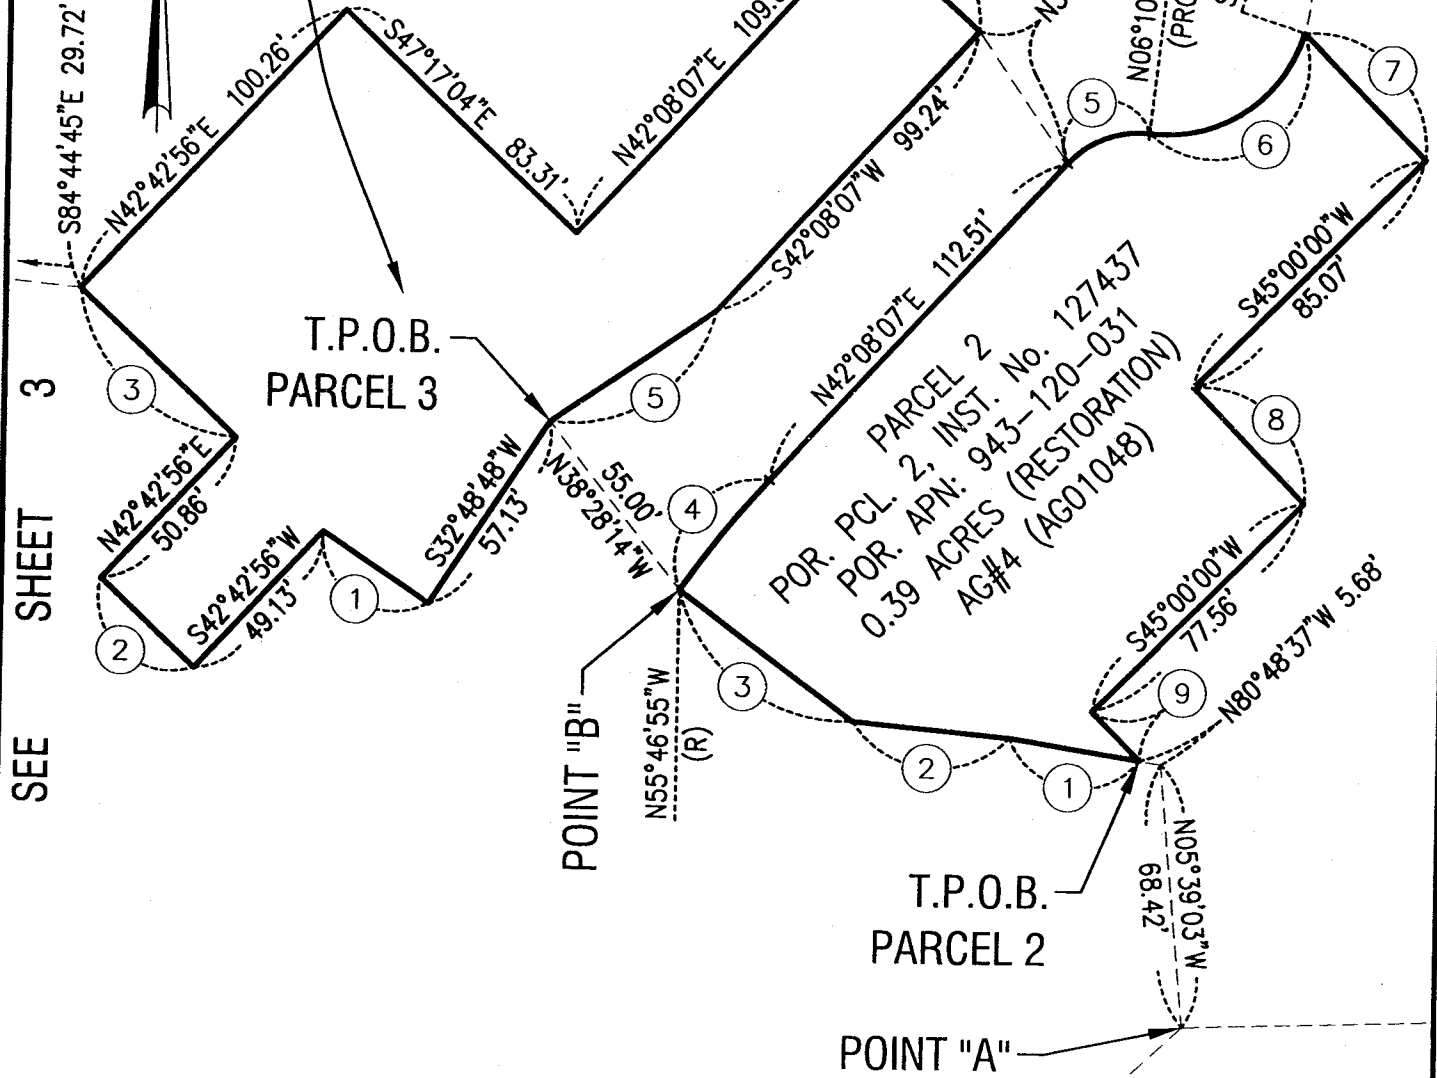 S84°44'45"E 29.72'
N42°42'56"E 100.26'
S47°17'04"E 83.31'
N42°08'07"E
N06°10
(PRO
5
6
7
99.24'
S42°08'07"W
T.P.O.B.
PARCEL 3
3
5
N42°42'56"E
50.86'
S42°42'56"W
49.13'
1
2
S32°48'48"W
57.13'
55.00'
N38°28'14"W
4
N42°08'07"E 112.51'
PARCEL 2
POR. PCL. 2, INST. No. 127437
POR. APN: 943-120-031
0.39 ACRES (RESTORATION)
AG#4 (AG01048)
S45°00'00"W
85.07'
8
S45°00'00"W
77.56'
9
N80°48'37"W 5.68'
3
2
1
POINT "B"
N55°46'55"W
(R)
T.P.O.B.
PARCEL 2
N05°39'03"W
68.42'
POINT "A"
SEE SHEET 3